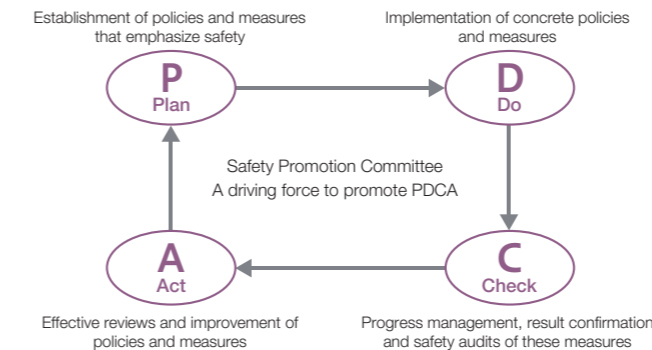 Establishment of policies and measures
that emphasize safety
P
Plan
Implementation of concrete policies
and measures
D
Do
Safety Promotion Committee
A driving force to promote PDCA
A
Act
Effective reviews and improvement of
policies and measures
C
Check
Progress management, result confirmation
and safety audits of these measures